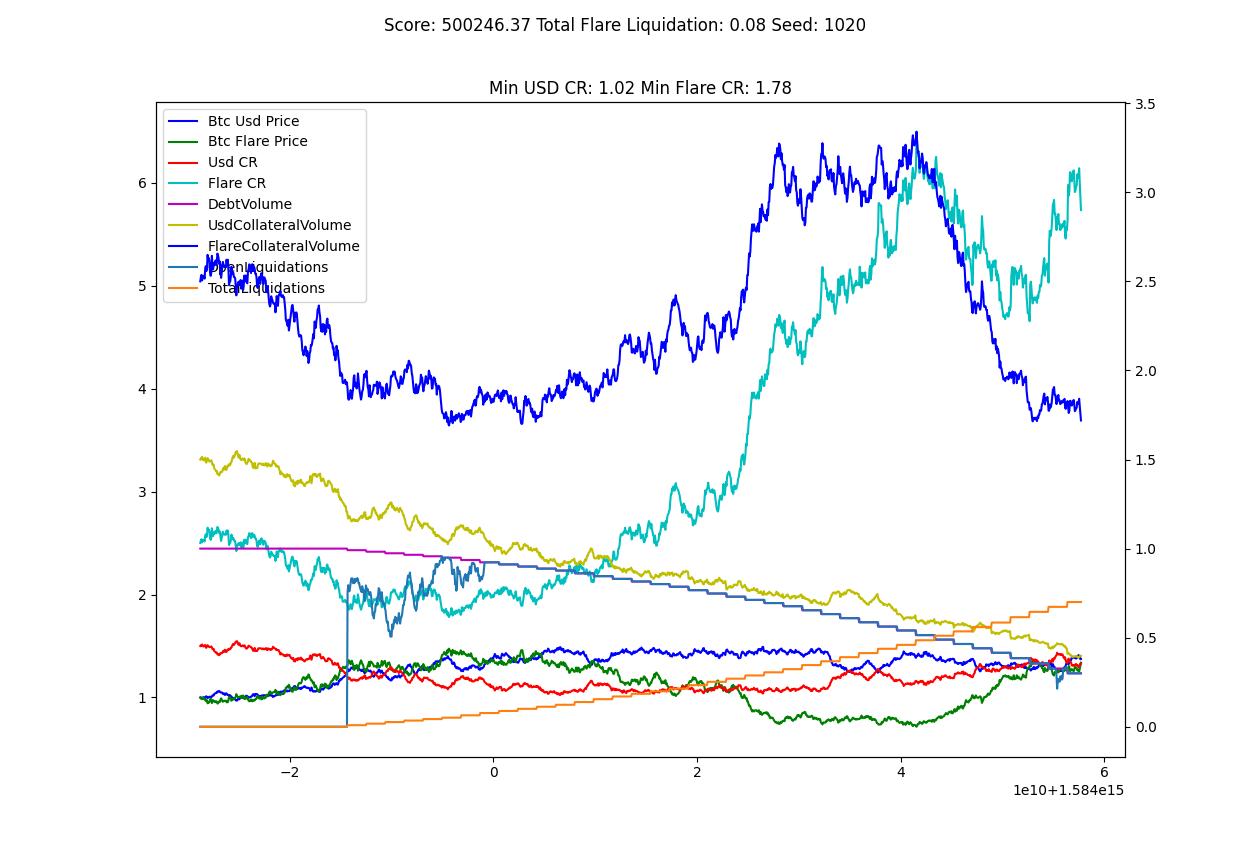 Score: 500246.37 Total Flare Liquidation: 0.08 Seed: 1020
Min USD CR: 1.02 Min Flare CR: 1.78
Btc Usd Price
Btc Flare Price
Usd CR
Flare CR
DebtVolume
UsdCollateralVolume
FlareCollateralVolume
OpenLiquidations
TotalLiquidations
6
5
4
3
2
1
3.5
3.0
2.5
2.0
1.5
1.0
0.5
0.0
−2
0
2
4
6
1e10+1.584e15